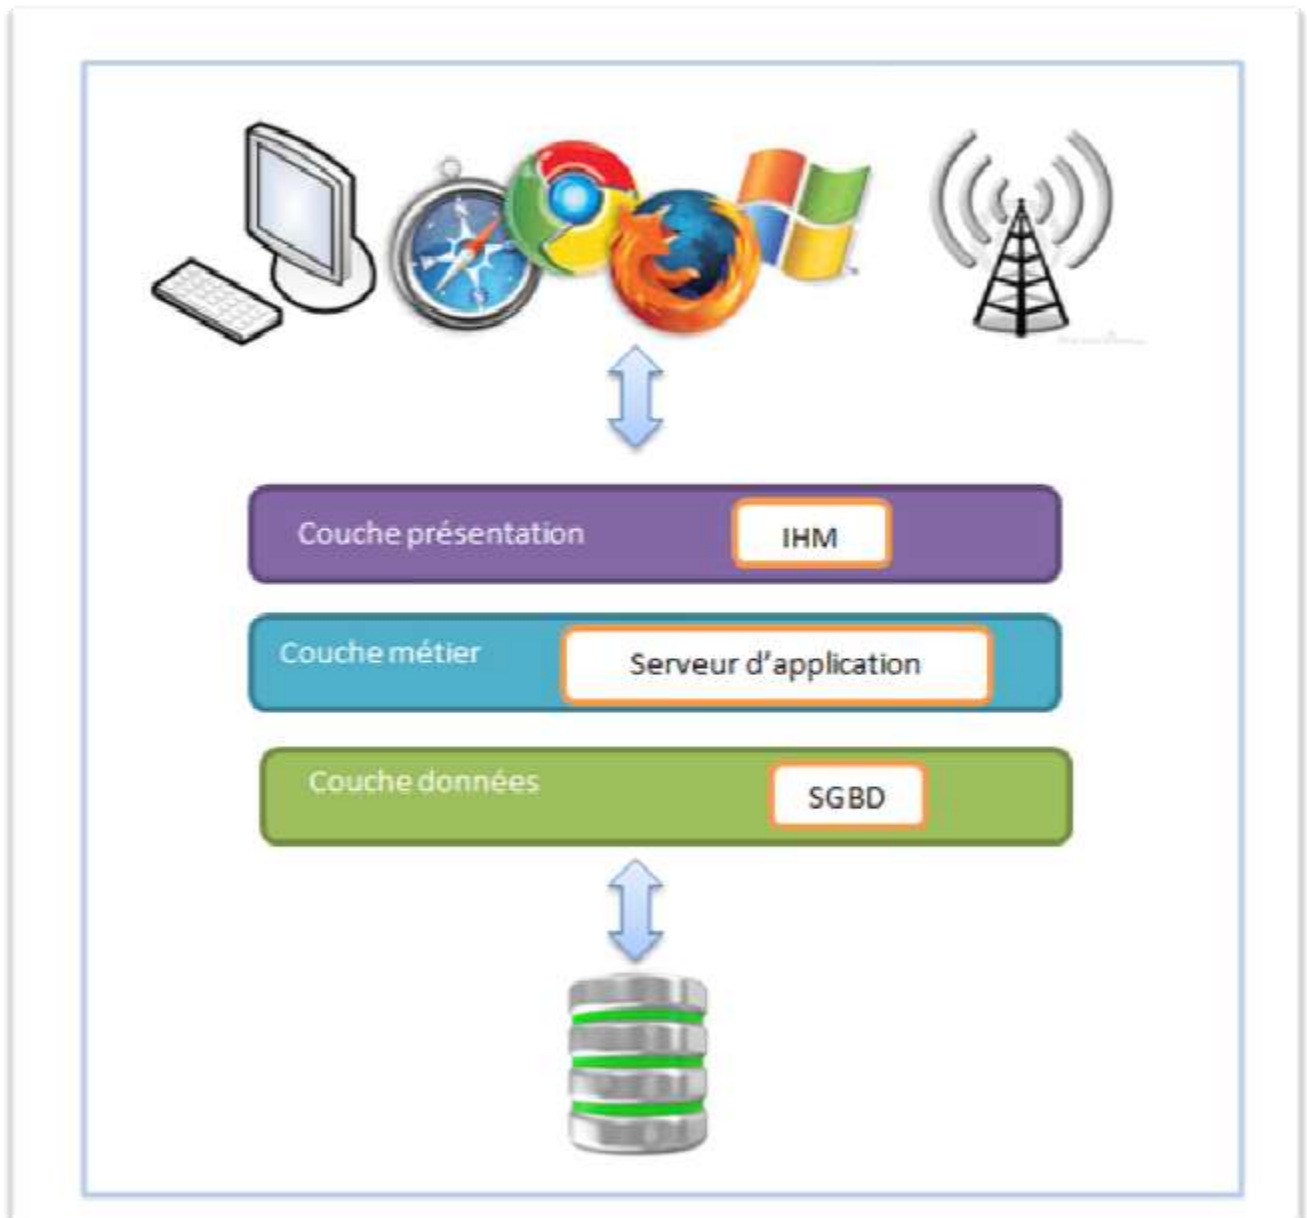 Couche présentation
IHM
Couche métier
Serveur d'application
Couche données
SGBD